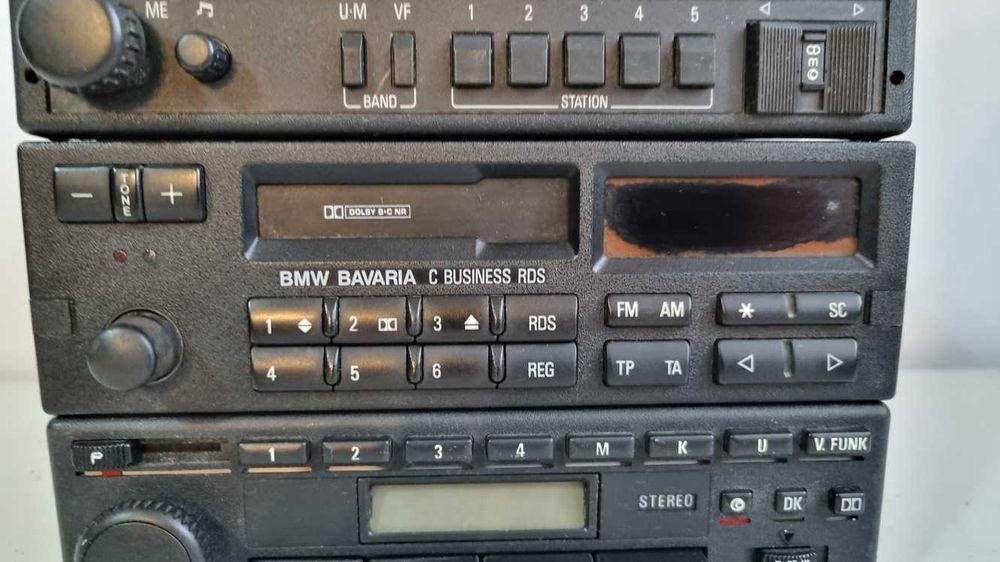 ME U·M VF 1 2 3 4 5
BAND STATION
− TONE +
DOLBY B·C NR
BMW BAVARIA C BUSINESS RDS
1 2 3 RDS FM AM * SC
4 5 6 REG TP TA
P 1 2 3 4 M K U V. FUNK
STEREO DK